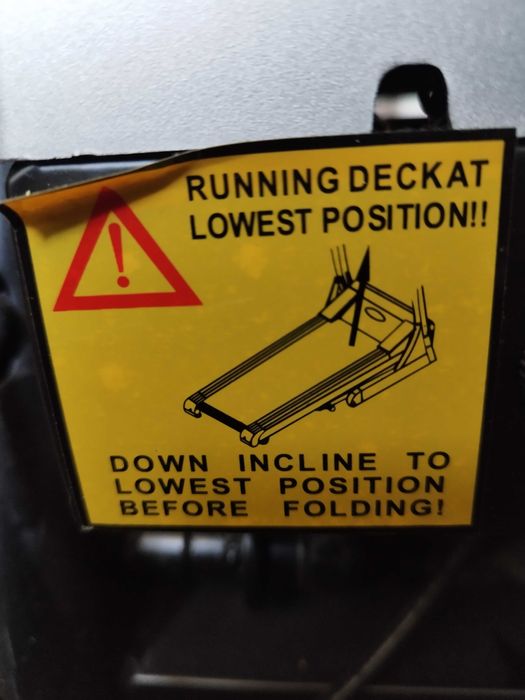 RUNNING DECKAT
LOWEST POSITION!!
DOWN INCLINE TO
LOWEST POSITION
BEFORE FOLDING!